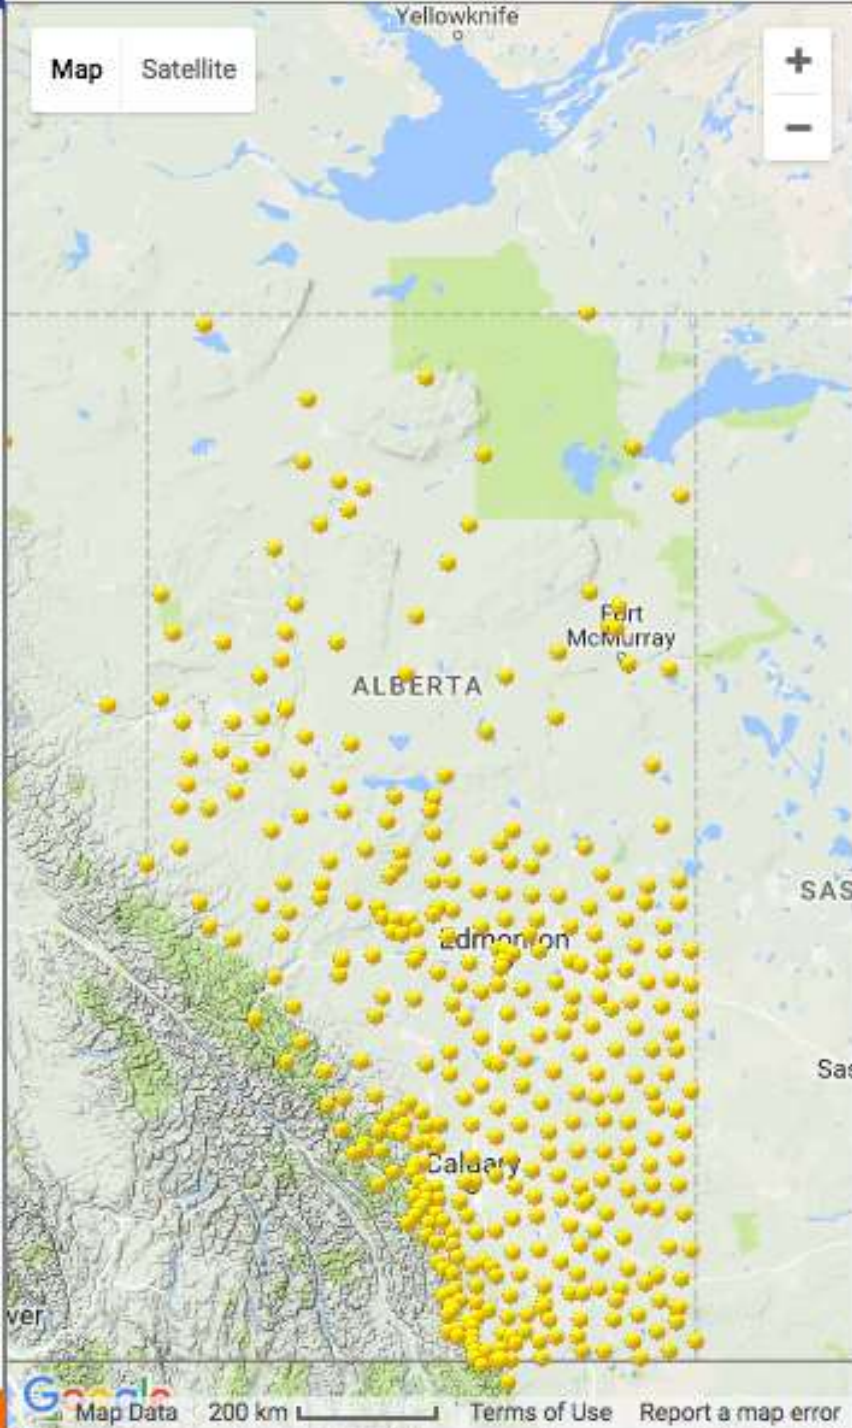 Yellowknife
Map Satellite
+
−
Fort
McMurray
ALBERTA
SAS
Edmonton
Sas
Calgary
ver
Google
Map Data 200 km Terms of Use Report a map error